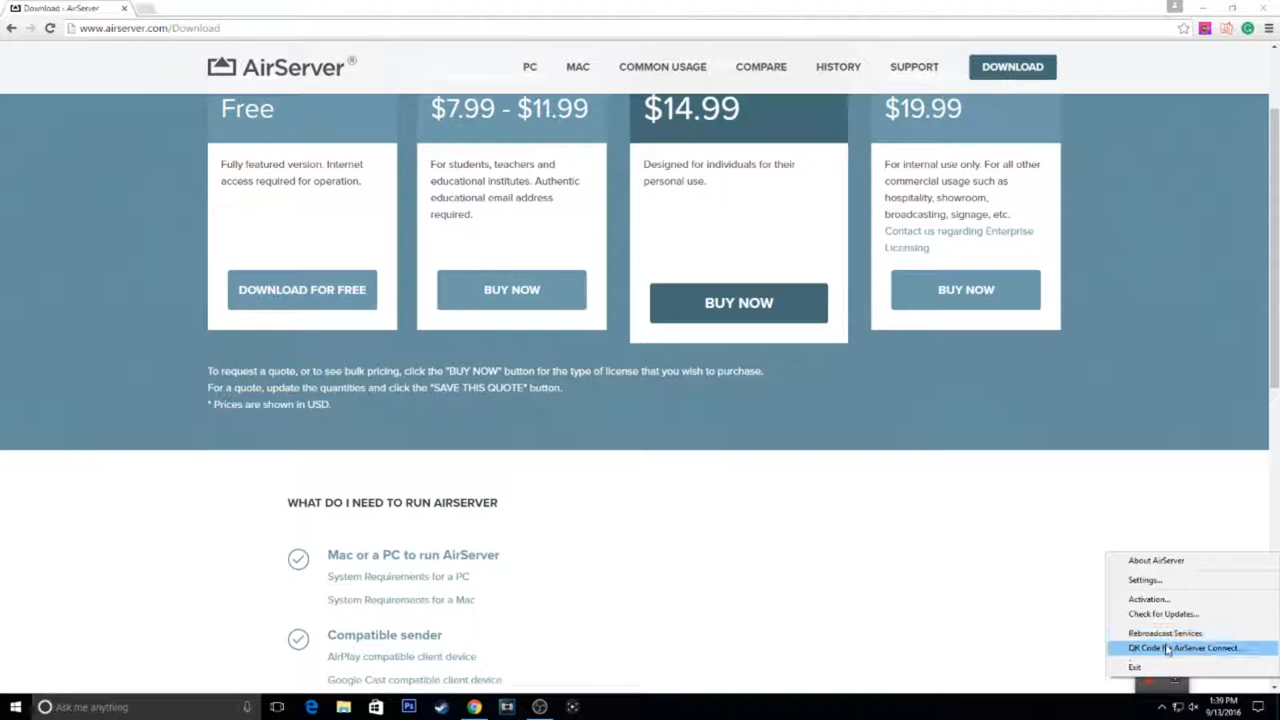 Download - AirServer
www.airserver.com/Download
AirServer®
PC
MAC
COMMON USAGE
COMPARE
HISTORY
SUPPORT
DOWNLOAD
Free
$7.99 - $11.99
$14.99
$19.99
Fully featured version. Internet
access required for operation.
For students, teachers and
educational institutes. Authentic
educational email address
required.
Designed for individuals for their
personal use.
For internal use only. For all other
commercial usage such as
hospitality, showroom,
broadcasting, signage, etc.
Contact us regarding Enterprise
Licensing
DOWNLOAD FOR FREE
BUY NOW
BUY NOW
BUY NOW
To request a quote, or to see bulk pricing, click the "BUY NOW" button for the type of license that you wish to purchase.
For a quote, update the quantities and click the "SAVE THIS QUOTE" button.
* Prices are shown in USD.
WHAT DO I NEED TO RUN AIRSERVER
Mac or a PC to run AirServer
System Requirements for a PC
System Requirements for a Mac
Compatible sender
AirPlay compatible client device
Google Cast compatible client device
About AirServer
Settings...
Activation...
Check for Updates...
Rebroadcast Services
QR Code AirServer Connect...
Exit
Ask me anything
Ps
1:39 PM
9/13/2016